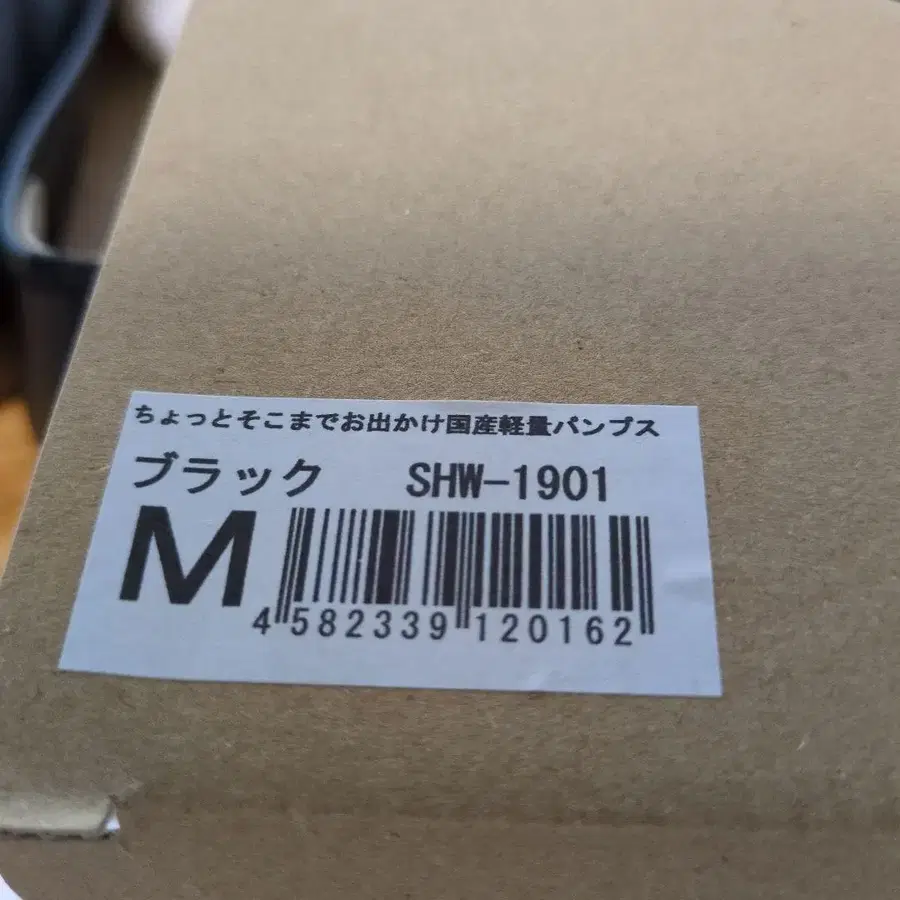 ちょっとそこまでお出かけ国産軽量パンプス
ブラック SHW-1901
M
4 582339 120162